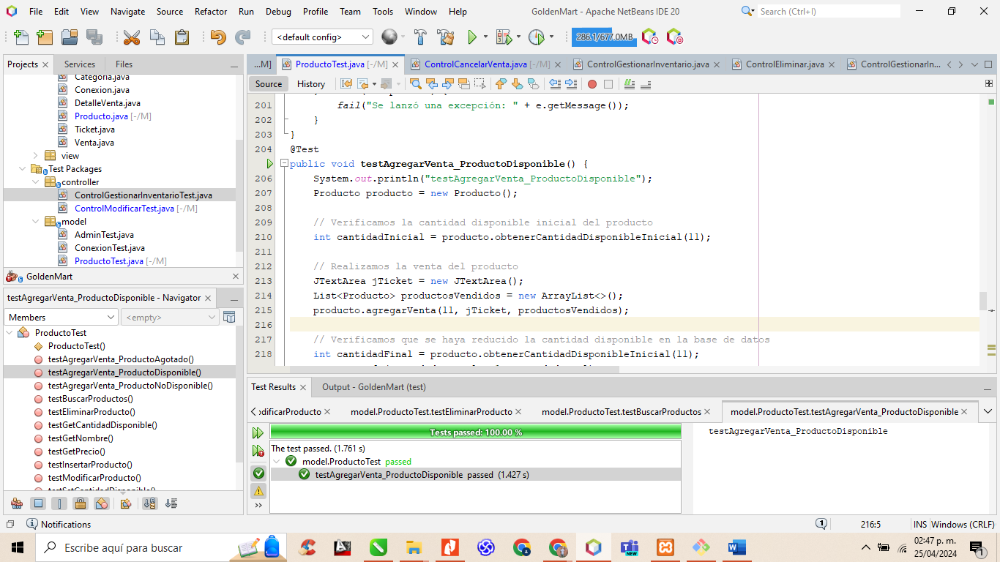 File Edit View Navigate Source Refactor Run Debug Profile Team Tools Window Help
GoldenMart - Apache NetBeans IDE 20
Search (Ctrl+I)
<default config>
286.1/677.0MB
Projects
Services
Files
Categoria.java
Conexion.java
DetalleVenta.java
Producto.java [-/M]
Ticket.java
Venta.java
view
Test Packages
controller
ControlGestionarInventarioTest.java
ControlModificarTest.java [-/M]
model
AdminTest.java
ConexionTest.java
ProductoTest.java [-/M]
GoldenMart
testAgregarVenta_ProductoDisponible - Navigator
Members
<empty>
ProductoTest
ProductoTest()
testAgregarVenta_ProductoAgotado()
testAgregarVenta_ProductoDisponible()
testAgregarVenta_ProductoNoDisponible()
testBuscarProductos()
testEliminarProducto()
testGetCantidadDisponible()
testGetNombre()
testGetPrecio()
testInsertarProducto()
testModificarProducto()
testSetCantidadDisponible()
...M]
ProductoTest.java [-/M]
ControlCancelarVenta.java [-/M]
ControlGestionarInventario.java
ControlEliminar.java
ControlGestionarIn...
Source
History
201 fail("Se lanzó una excepción: " + e.getMessage());
202 }
203 }
204 @Test
public void testAgregarVenta_ProductoDisponible() {
206 System.out.println("testAgregarVenta_ProductoDisponible");
207 Producto producto = new Producto();
208
209 // Verificamos la cantidad disponible inicial del producto
210 int cantidadInicial = producto.obtenerCantidadDisponibleInicial(11);
211
212 // Realizamos la venta del producto
213 JTextArea jTicket = new JTextArea();
214 List<Producto> productosVendidos = new ArrayList<>();
215 producto.agregarVenta(11, jTicket, productosVendidos);
216
217 // Verificamos que se haya reducido la cantidad disponible en la base de datos
218 int cantidadFinal = producto.obtenerCantidadDisponibleInicial(11);
Test Results
Output - GoldenMart (test)
odificarProducto
model.ProductoTest.testEliminarProducto
model.ProductoTest.testBuscarProductos
model.ProductoTest.testAgregarVenta_ProductoDisponible
Tests passed: 100.00 %
The test passed. (1.761 s)
model.ProductoTest passed
testAgregarVenta_ProductoDisponible passed (1.427 s)
testAgregarVenta_ProductoDisponible
Notifications
1
216:5
INS
Windows (CRLF)
Escribe aquí para buscar
02:47 p. m.
25/04/2024
1